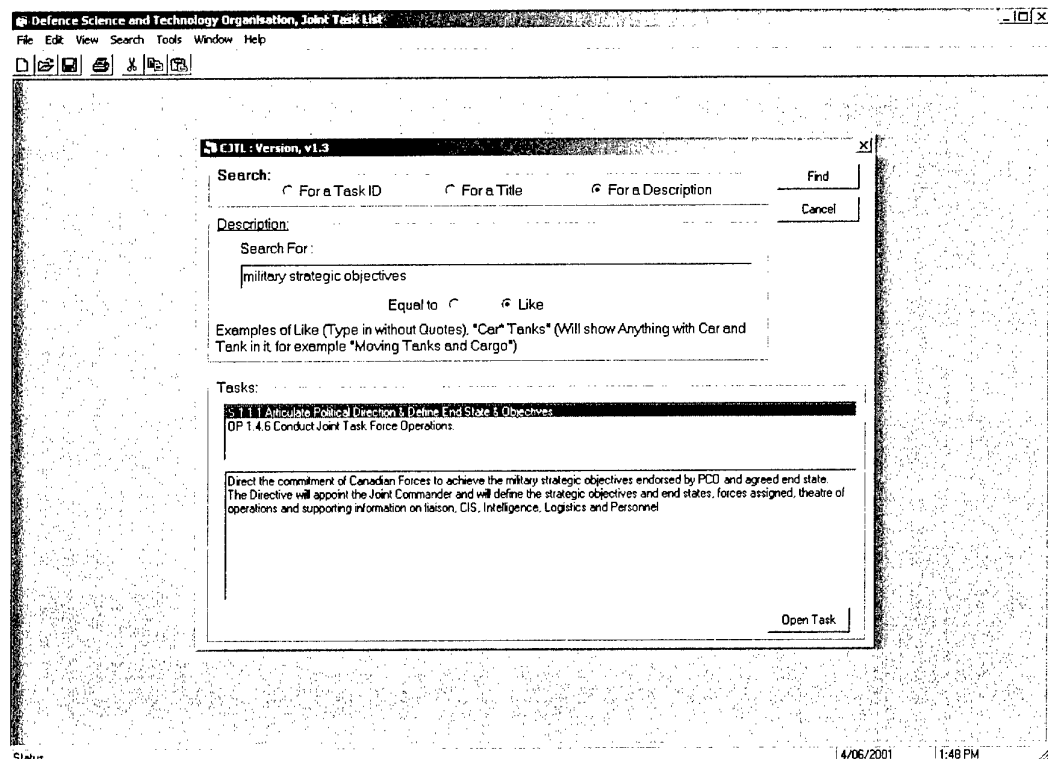 Defence Science and Technology Organisation, Joint Task List
File Edit View Search Tools Window Help
CJTL : Version, v1.3
Search:
For a Task ID For a Title For a Description
Find
Cancel
Description:
Search For :
military strategic objectives
Equal to Like
Examples of Like (Type in without Quotes), "Car* Tanks" (Will show Anything with Car and
Tank in it, for example "Moving Tanks and Cargo")
Tasks:
S 1.1.1 Articulate Political Direction & Define End State & Objectives.
OP 1.4.6 Conduct Joint Task Force Operations.
Direct the commitment of Canadian Forces to achieve the military strategic objectives endorsed by PCO and agreed end state.
The Directive will appoint the Joint Commander and will define the strategic objectives and end states, forces assigned, theatre of
operations and supporting information on liaison, CIS, Intelligence, Logistics and Personnel
Open Task
Status
4/06/2001 1:48 PM